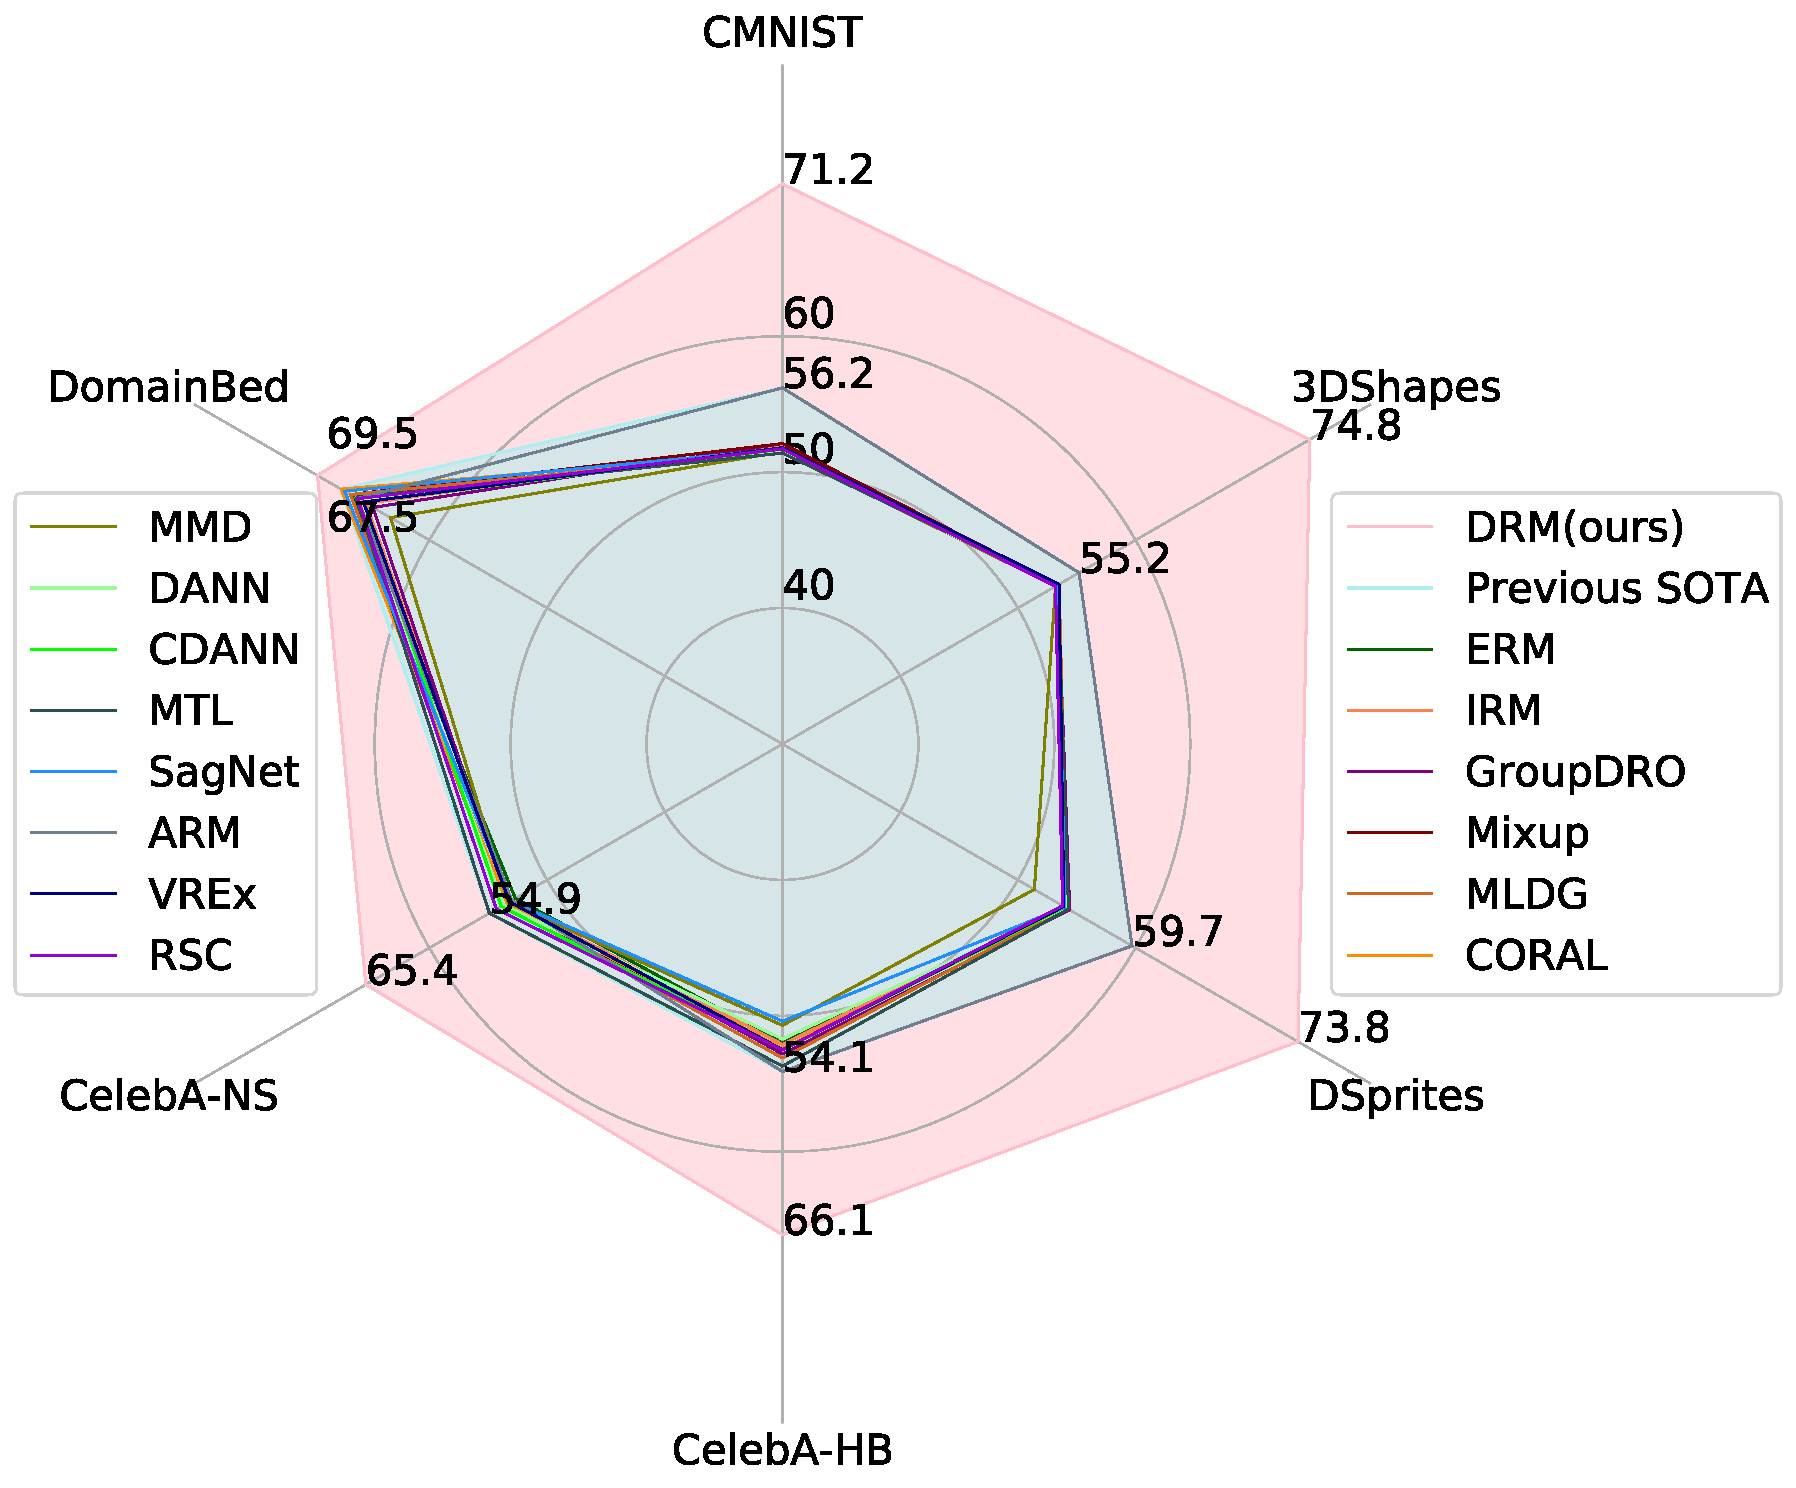 CMNIST
71.2
60
56.2
50
40
DomainBed
69.5
67.5
3DShapes
74.8
55.2
MMD
DANN
CDANN
MTL
SagNet
ARM
VREx
RSC
DRM(ours)
Previous SOTA
ERM
IRM
GroupDRO
Mixup
MLDG
CORAL
54.9
65.4
59.7
73.8
54.1
CelebA-NS
DSprites
66.1
CelebA-HB